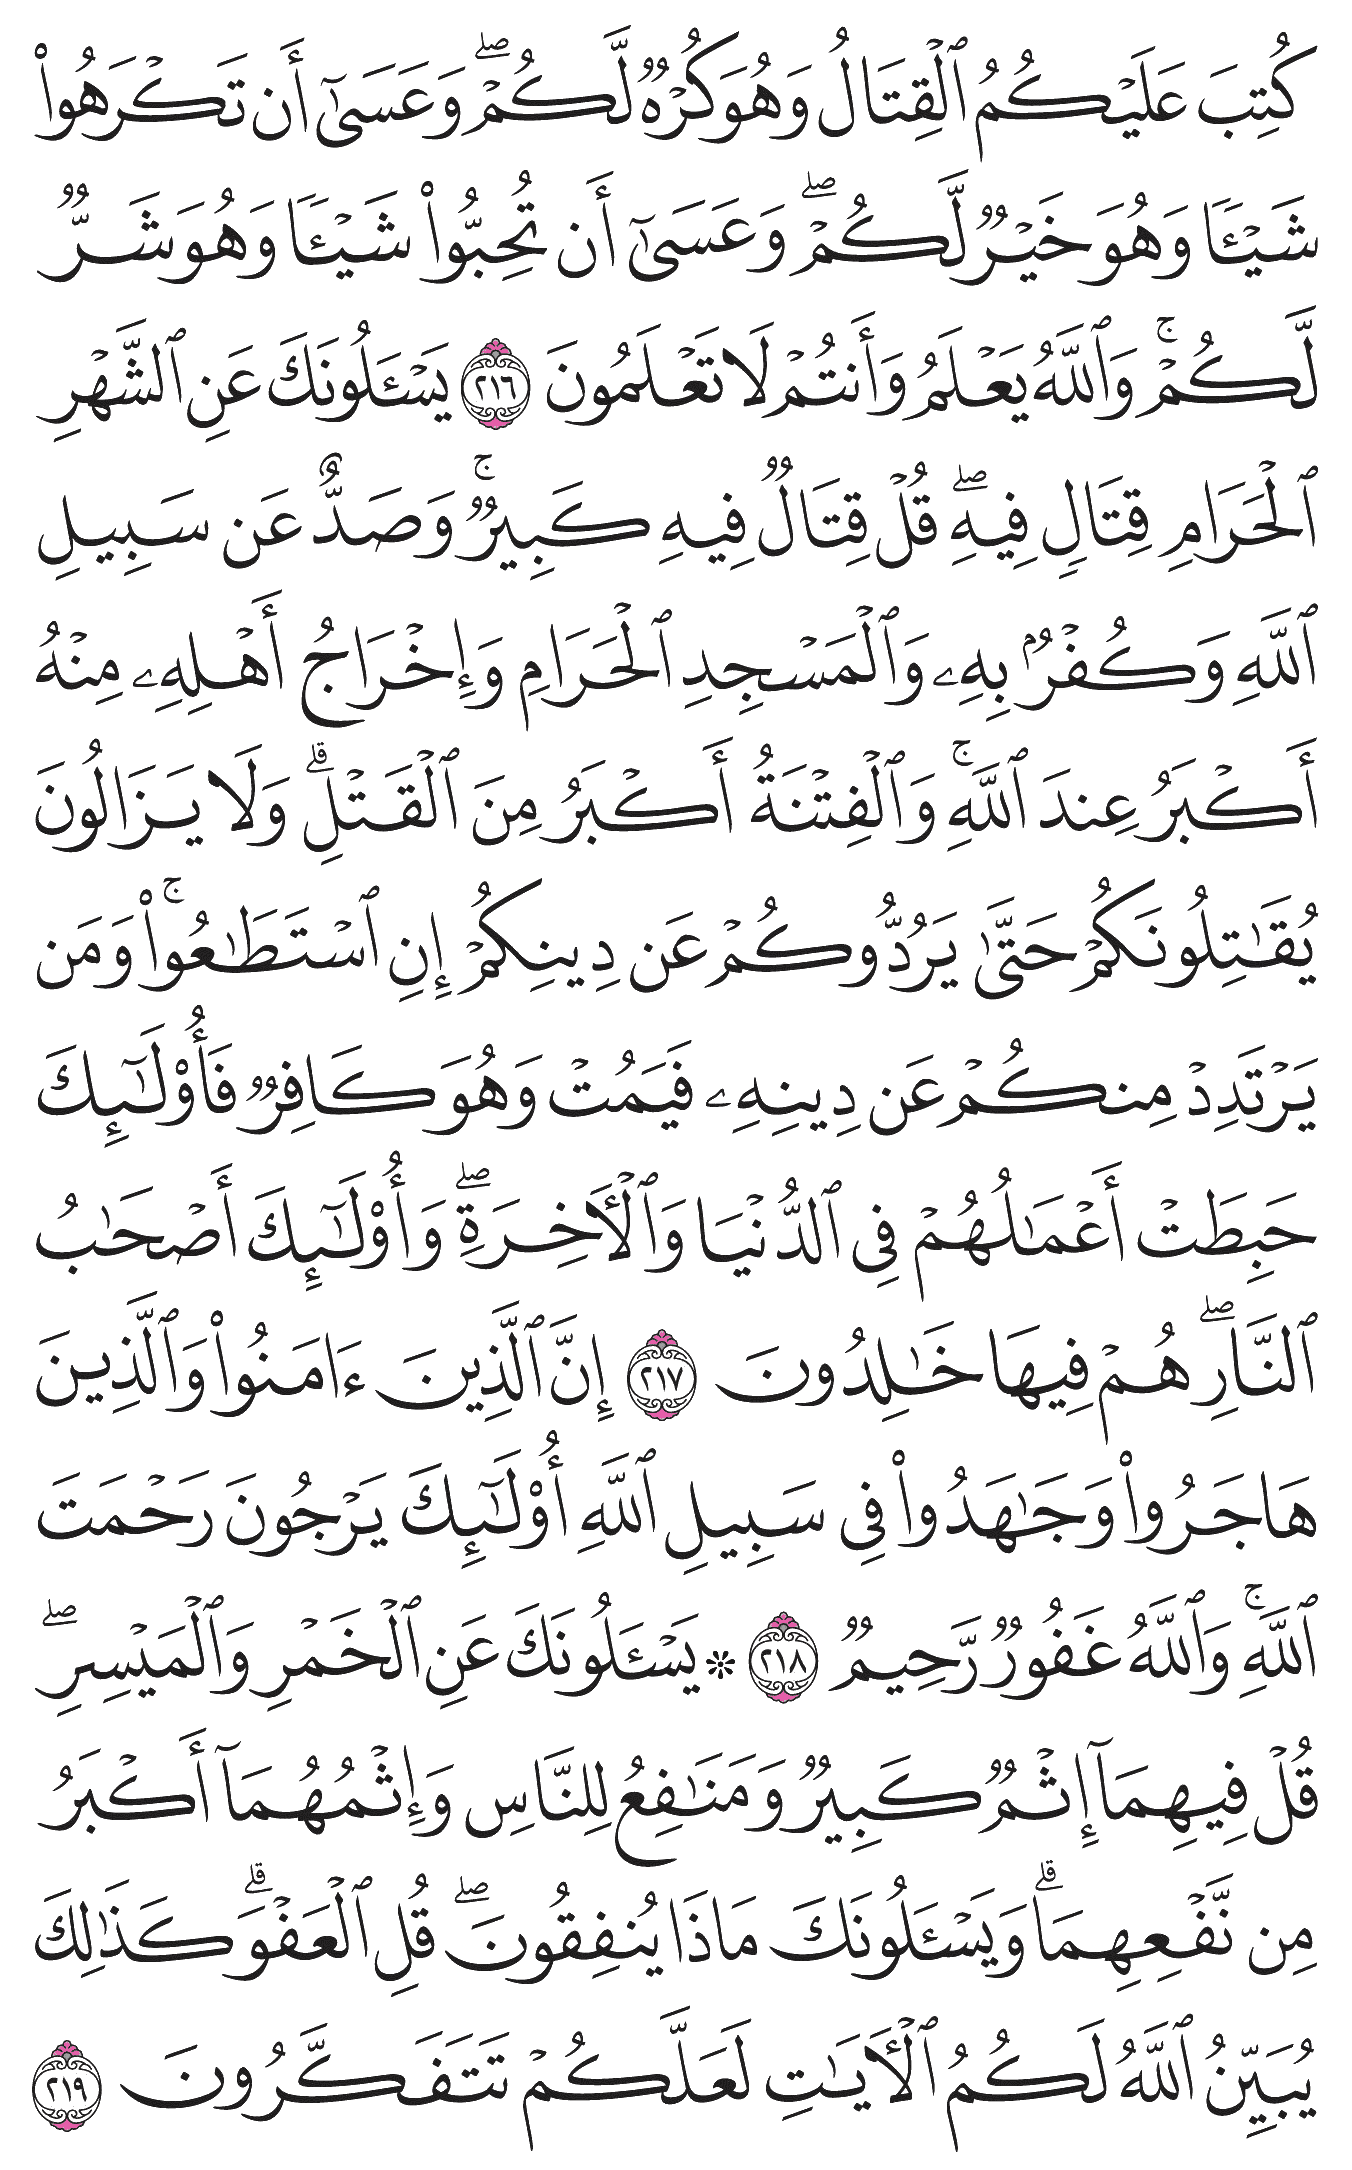 كُتِبَ عَلَيْكُمُ ٱلْقِتَالُ وَهُوَ كُرْهٌۭ لَّكُمْ ۖ وَعَسَىٰٓ أَن تَكْرَهُوا۟
شَيْـًۭٔا وَهُوَ خَيْرٌۭ لَّكُمْ ۖ وَعَسَىٰٓ أَن تُحِبُّوا۟ شَيْـًۭٔا وَهُوَ شَرٌّۭ
لَّكُمْ ۗ وَٱللَّهُ يَعْلَمُ وَأَنتُمْ لَا تَعْلَمُونَ ٢١٦ يَسْـَٔلُونَكَ عَنِ ٱلشَّهْرِ
ٱلْحَرَامِ قِتَالٍۢ فِيهِ ۖ قُلْ قِتَالٌۭ فِيهِ كَبِيرٌۭ ۚ وَصَدٌّ عَن سَبِيلِ
ٱللَّهِ وَكُفْرٌۢ بِهِۦ وَٱلْمَسْجِدِ ٱلْحَرَامِ وَإِخْرَاجُ أَهْلِهِۦ مِنْهُ
أَكْبَرُ عِندَ ٱللَّهِ ۚ وَٱلْفِتْنَةُ أَكْبَرُ مِنَ ٱلْقَتْلِ ۗ وَلَا يَزَالُونَ
يُقَـٰتِلُونَكُمْ حَتَّىٰ يَرُدُّوكُمْ عَن دِينِكُمْ إِنِ ٱسْتَطَـٰعُوا۟ ۚ وَمَن
يَرْتَدِدْ مِنكُمْ عَن دِينِهِۦ فَيَمُتْ وَهُوَ كَافِرٌۭ فَأُو۟لَـٰٓئِكَ
حَبِطَتْ أَعْمَـٰلُهُمْ فِى ٱلدُّنْيَا وَٱلْـَٔاخِرَةِ ۖ وَأُو۟لَـٰٓئِكَ أَصْحَـٰبُ
ٱلنَّارِ ۖ هُمْ فِيهَا خَـٰلِدُونَ ٢١٧ إِنَّ ٱلَّذِينَ ءَامَنُوا۟ وَٱلَّذِينَ
هَاجَرُوا۟ وَجَـٰهَدُوا۟ فِى سَبِيلِ ٱللَّهِ أُو۟لَـٰٓئِكَ يَرْجُونَ رَحْمَتَ
ٱللَّهِ ۚ وَٱللَّهُ غَفُورٌۭ رَّحِيمٌۭ ٢١٨ ۞ يَسْـَٔلُونَكَ عَنِ ٱلْخَمْرِ وَٱلْمَيْسِرِ ۖ
قُلْ فِيهِمَآ إِثْمٌۭ كَبِيرٌۭ وَمَنَـٰفِعُ لِلنَّاسِ وَإِثْمُهُمَآ أَكْبَرُ
مِن نَّفْعِهِمَا ۗ وَيَسْـَٔلُونَكَ مَاذَا يُنفِقُونَ ۖ قُلِ ٱلْعَفْوَ ۗ كَذَٰلِكَ
يُبَيِّنُ ٱللَّهُ لَكُمُ ٱلْـَٔايَـٰتِ لَعَلَّكُمْ تَتَفَكَّرُونَ ٢١٩